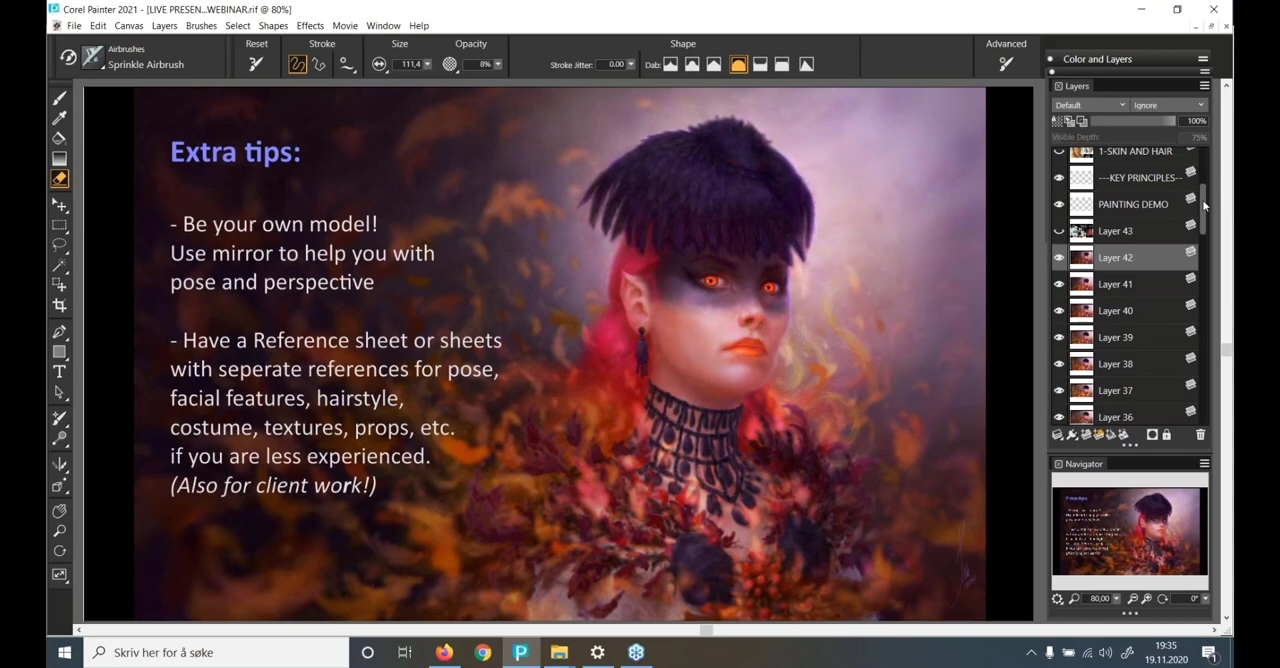 Corel Painter 2021 - [LIVE PRESEN...WEBINAR.rif @ 80%]
File Edit Canvas Layers Brushes Select Shapes Effects Movie Window Help
Airbrushes
Sprinkle Airbrush
Reset
Stroke
Size
111,4
Opacity
8%
Shape
Stroke Jitter: 0.00
Dab:
Advanced
Color and Layers
Layers
Default
Ignore
100%
Visible Depth: 75%
1-SKIN AND HAIR
---KEY PRINCIPLES--
PAINTING DEMO
Layer 43
Layer 42
Layer 41
Layer 40
Layer 39
Layer 38
Layer 37
Layer 36
Navigator
80,00
0°
Extra tips:
- Be your own model!
Use mirror to help you with
pose and perspective
- Have a Reference sheet or sheets
with seperate references for pose,
facial features, hairstyle,
costume, textures, props, etc.
if you are less experienced.
(Also for client work!)
Skriv her for å søke
19:35
19.11.2020